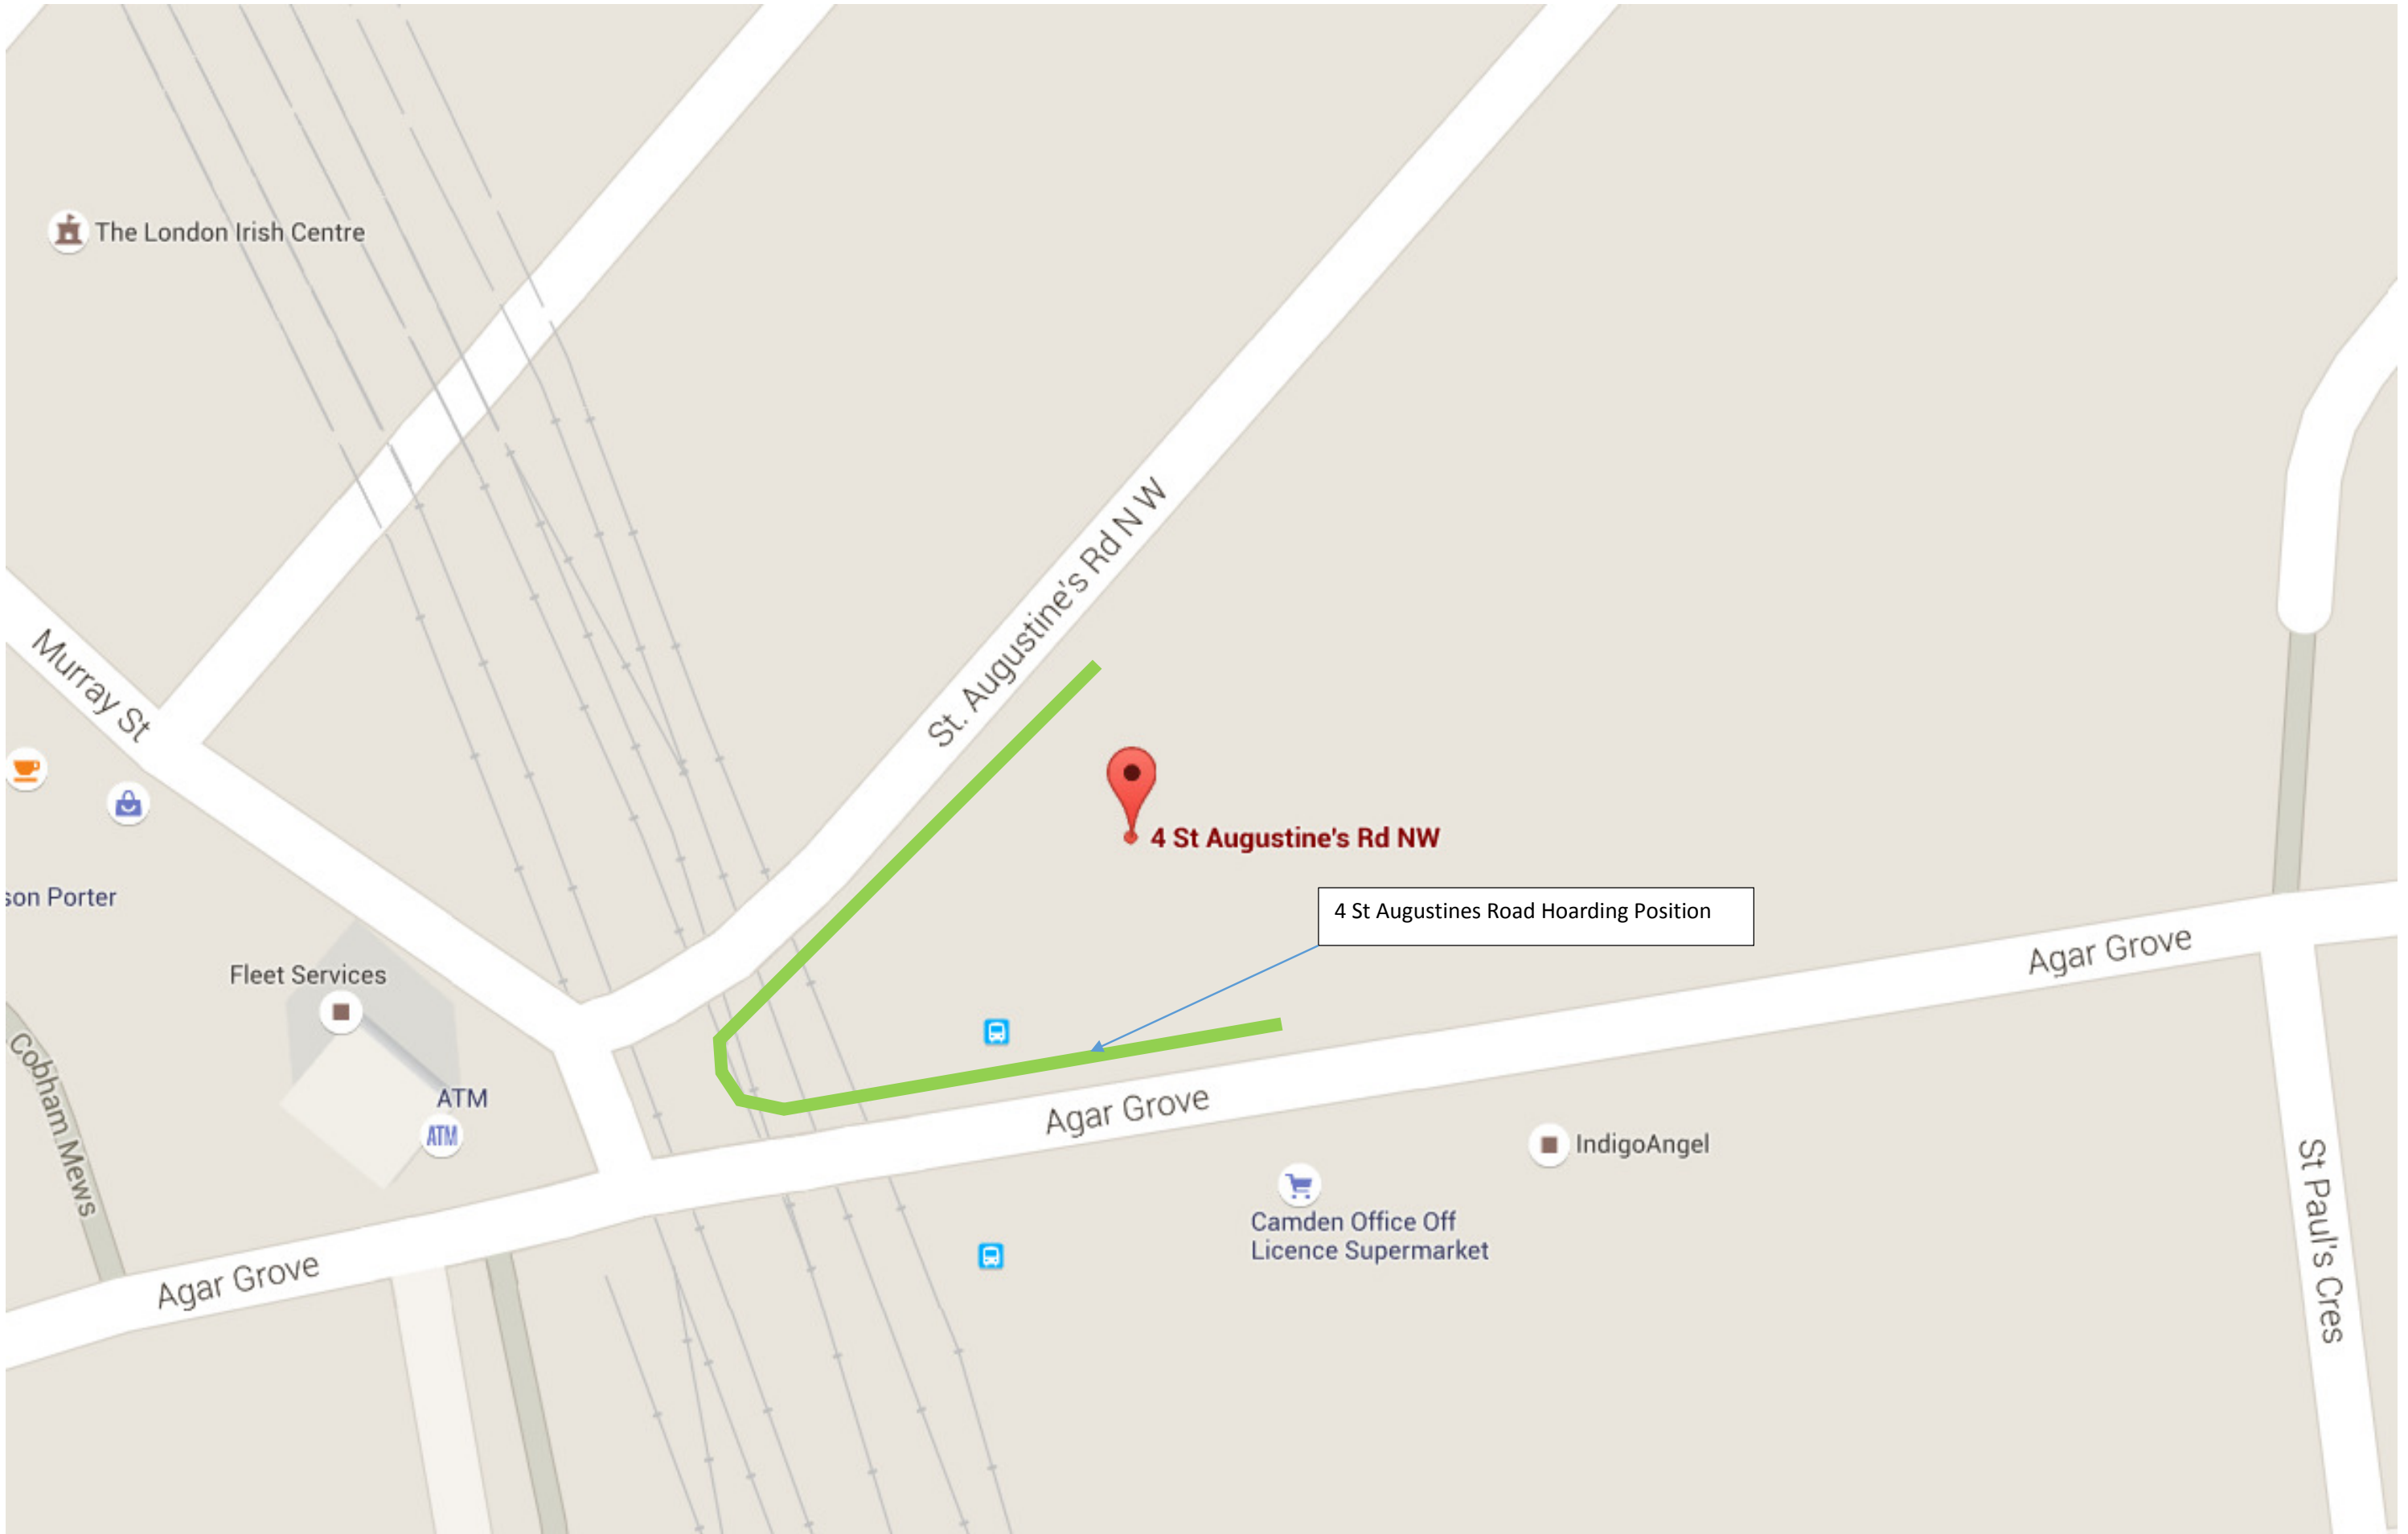 The London Irish Centre
St. Augustine's Rd N W
Murray St
4 St Augustine's Rd NW
son Porter
4 St Augustines Road Hoarding Position
Agar Grove
Fleet Services
Cobham Mews
ATM
ATM
Agar Grove
IndigoAngel
St Paul's Cres
Camden Office Off
Licence Supermarket
Agar Grove